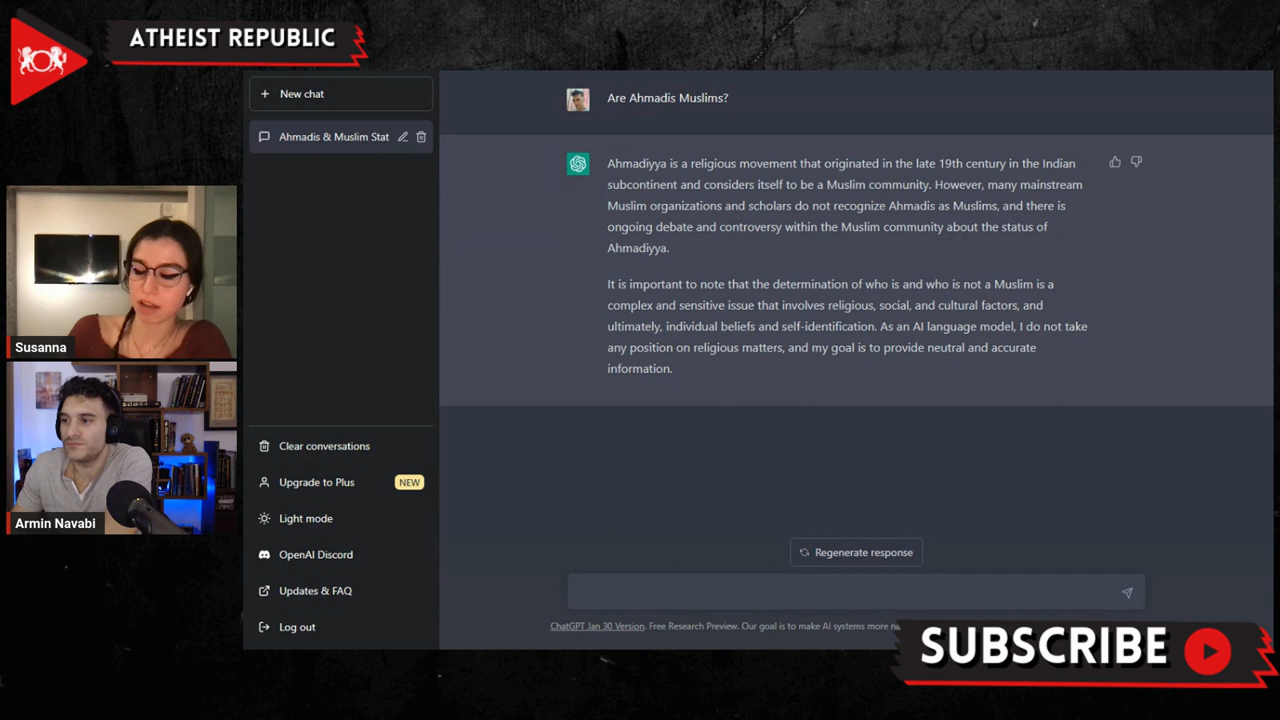 ATHEIST REPUBLIC
New chat
Ahmadis & Muslim Stat
Clear conversations
Upgrade to Plus
NEW
Light mode
OpenAI Discord
Updates & FAQ
Log out
Susanna
Armin Navabi
Are Ahmadis Muslims?
Ahmadiyya is a religious movement that originated in the late 19th century in the Indian
subcontinent and considers itself to be a Muslim community. However, many mainstream
Muslim organizations and scholars do not recognize Ahmadis as Muslims, and there is
ongoing debate and controversy within the Muslim community about the status of
Ahmadiyya.
It is important to note that the determination of who is and who is not a Muslim is a
complex and sensitive issue that involves religious, social, and cultural factors, and
ultimately, individual beliefs and self-identification. As an AI language model, I do not take
any position on religious matters, and my goal is to provide neutral and accurate
information.
Regenerate response
ChatGPT Jan 30 Version. Free Research Preview. Our goal is to make AI systems more
SUBSCRIBE